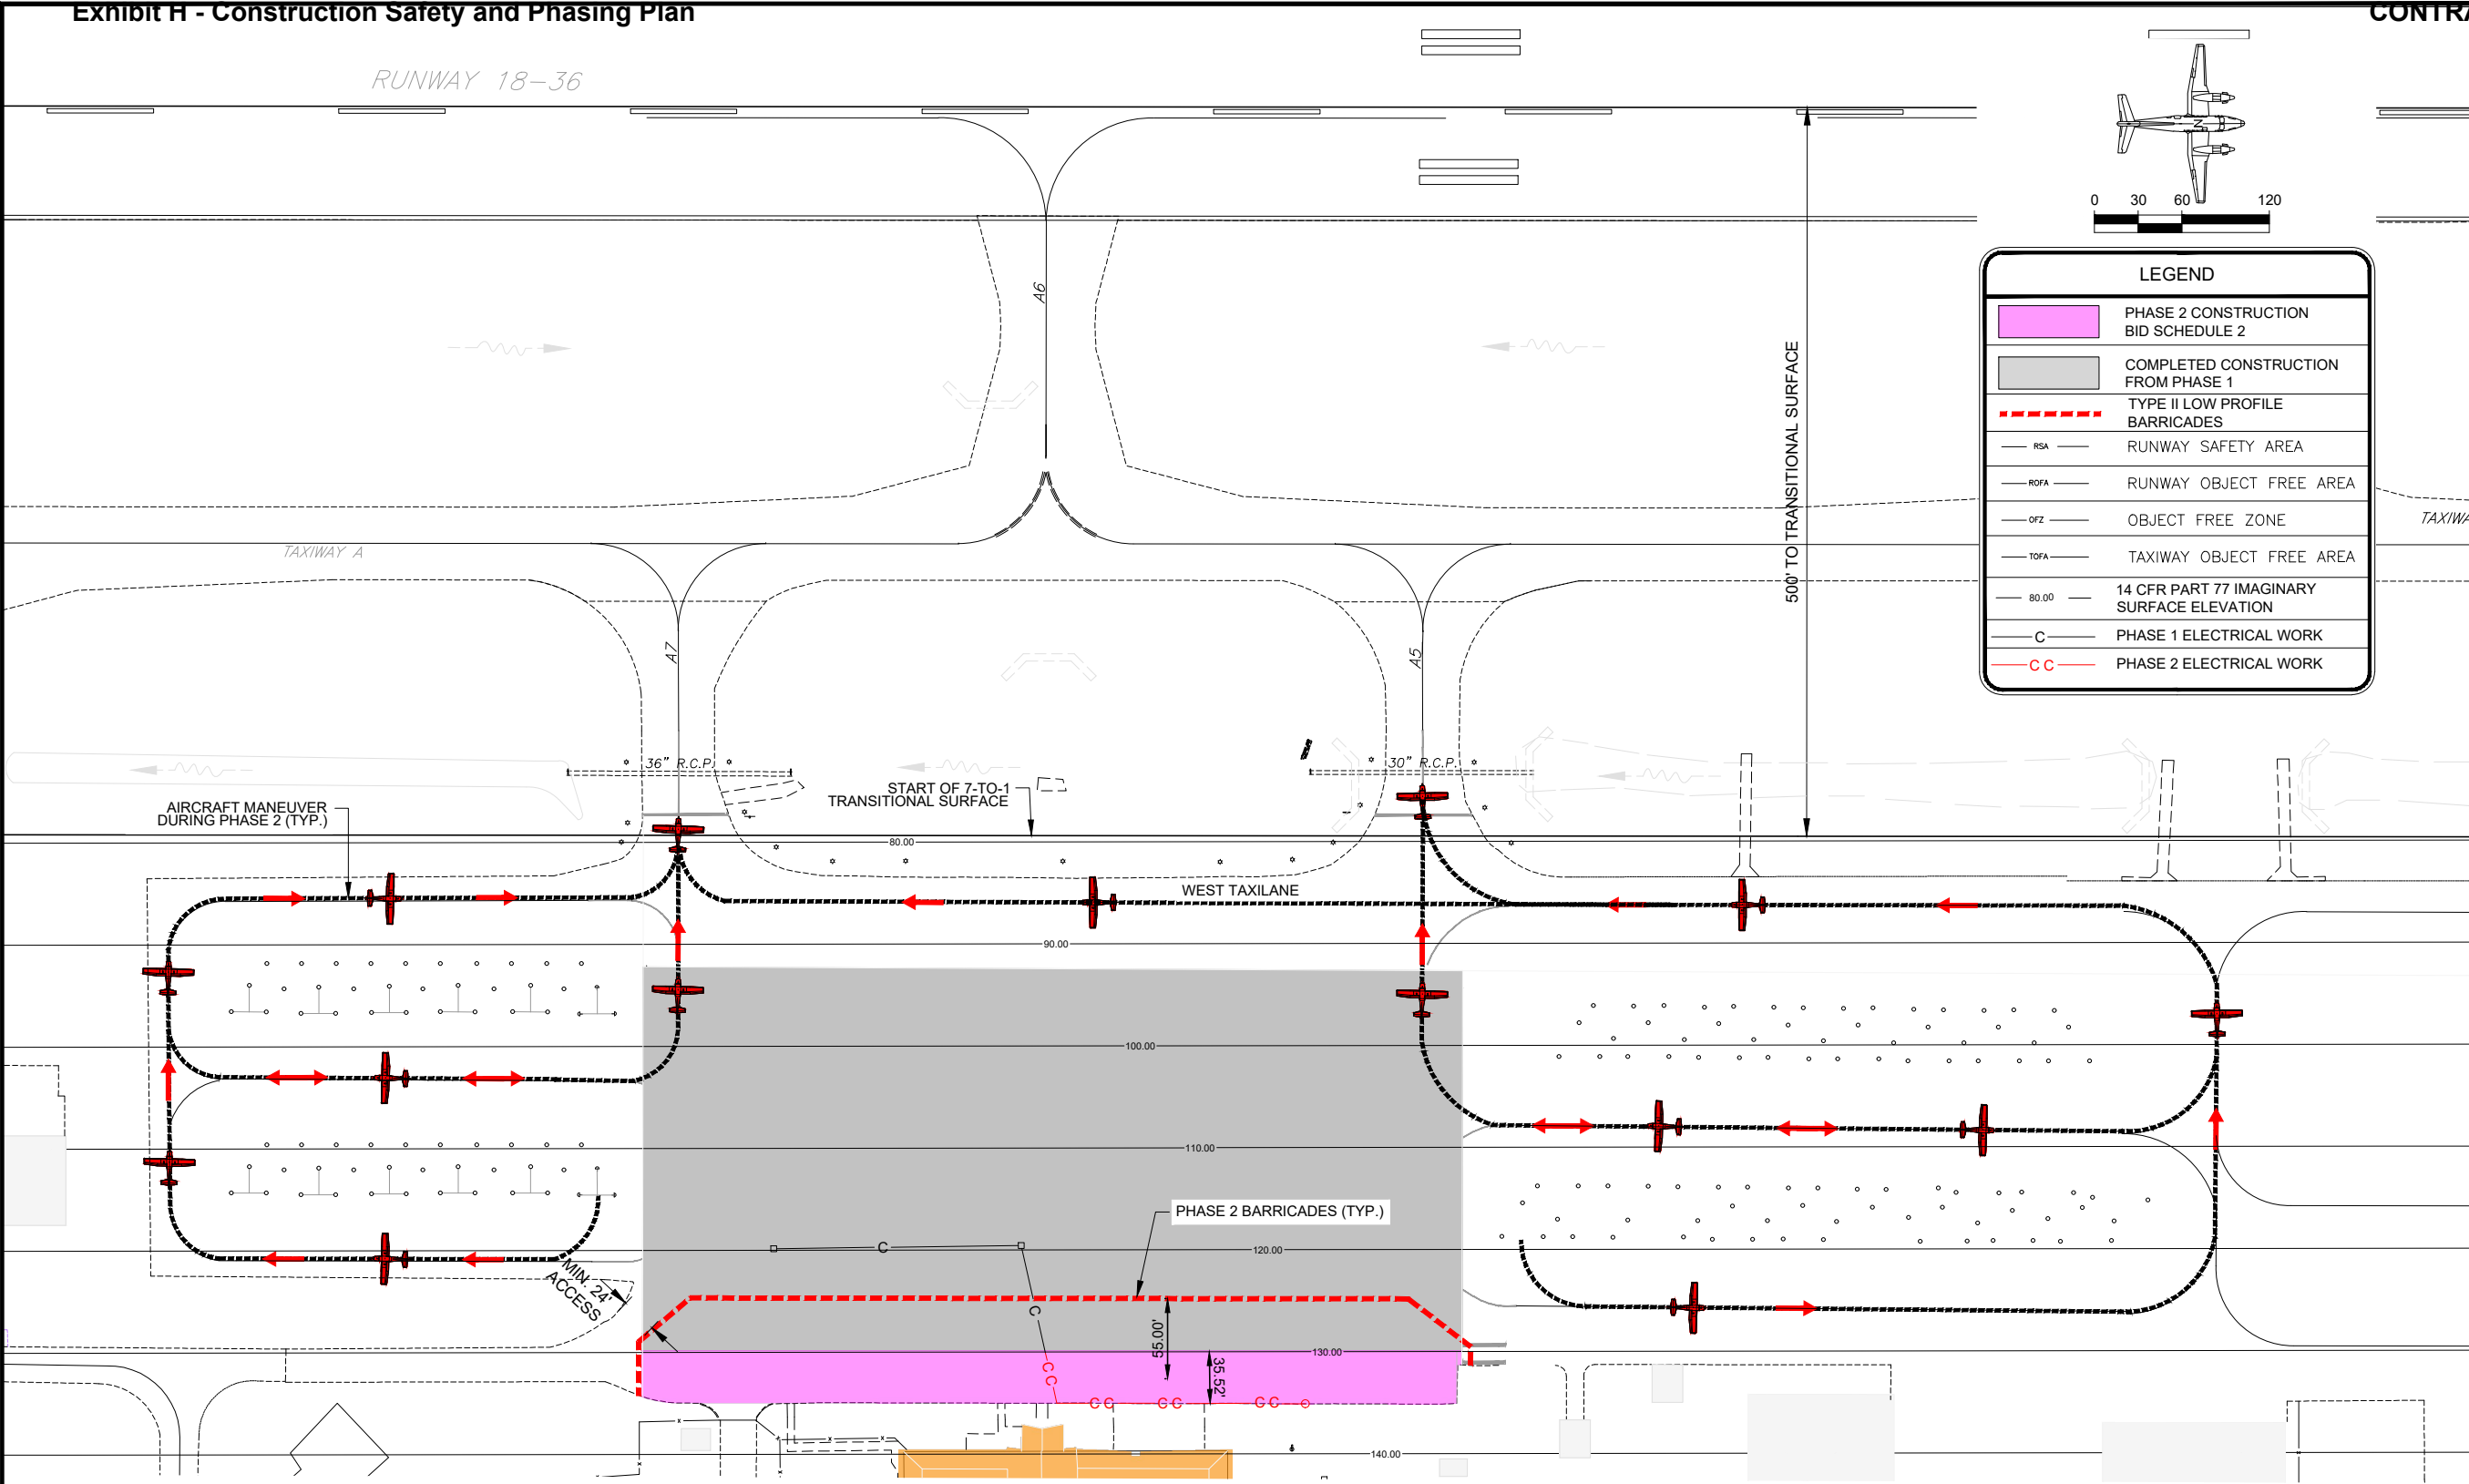 Exhibit H - Construction Safety and Phasing Plan
CONTRA
RUNWAY 18-36
0 30 60 120
LEGEND
PHASE 2 CONSTRUCTION
BID SCHEDULE 2
COMPLETED CONSTRUCTION
FROM PHASE 1
TYPE II LOW PROFILE
BARRICADES
RSA RUNWAY SAFETY AREA
ROFA RUNWAY OBJECT FREE AREA
OFZ OBJECT FREE ZONE
TOFA TAXIWAY OBJECT FREE AREA
80.00 14 CFR PART 77 IMAGINARY
SURFACE ELEVATION
C PHASE 1 ELECTRICAL WORK
C C PHASE 2 ELECTRICAL WORK
A6
500' TO TRANSITIONAL SURFACE
TAXIWA
TAXIWAY A
A7
A5
36" R.C.P.
30" R.C.P.
START OF 7-TO-1
TRANSITIONAL SURFACE
AIRCRAFT MANEUVER
DURING PHASE 2 (TYP.)
80.00
WEST TAXILANE
90.00
100.00
110.00
PHASE 2 BARRICADES (TYP.)
C
120.00
MIN. 24'
ACCESS
C
55.00'
130.00
35.52'
C C
C C
C C
C C
140.00